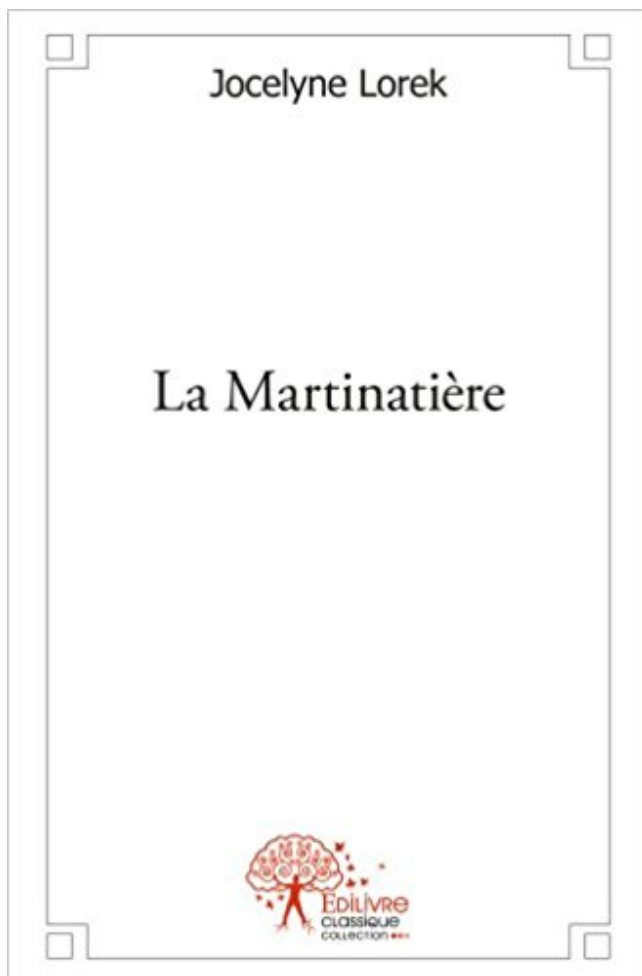 Jocelyne Lorek
La Martinatière
EDILIVRE
CLASSIQUE
COLLECTION